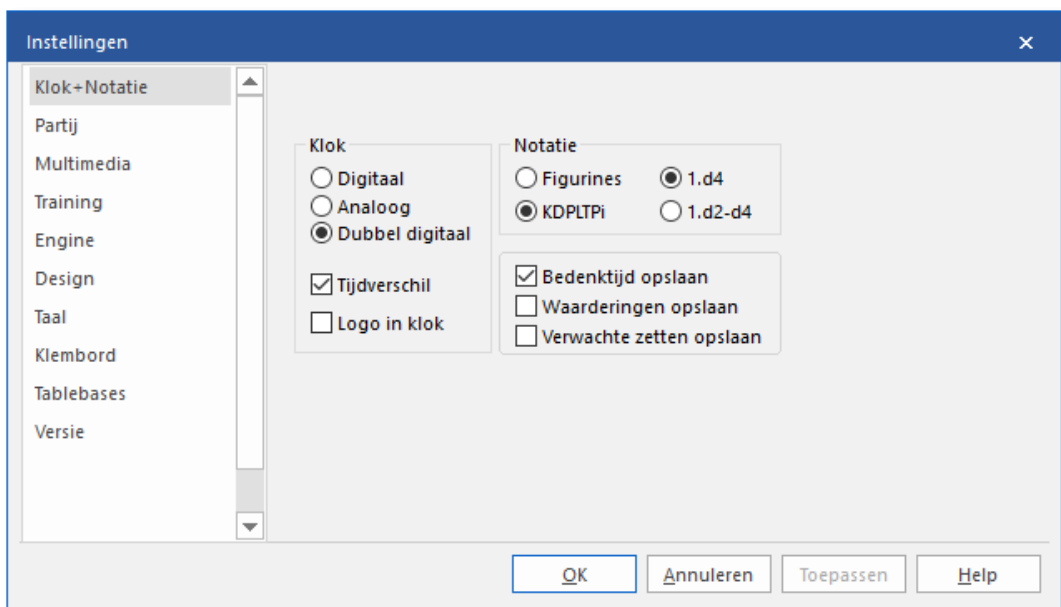 Instellingen
Klok+Notatie
Partij
Multimedia
Training
Engine
Design
Taal
Klembord
Tablebases
Versie
Klok
Digitaal
Analoog
Dubbel digitaal
Tijdverschil
Logo in klok
Notatie
Figurines 1.d4
KDPLTPi 1.d2-d4
Bedenktijd opslaan
Waarderingen opslaan
Verwachte zetten opslaan
OK Annuleren Toepassen Help